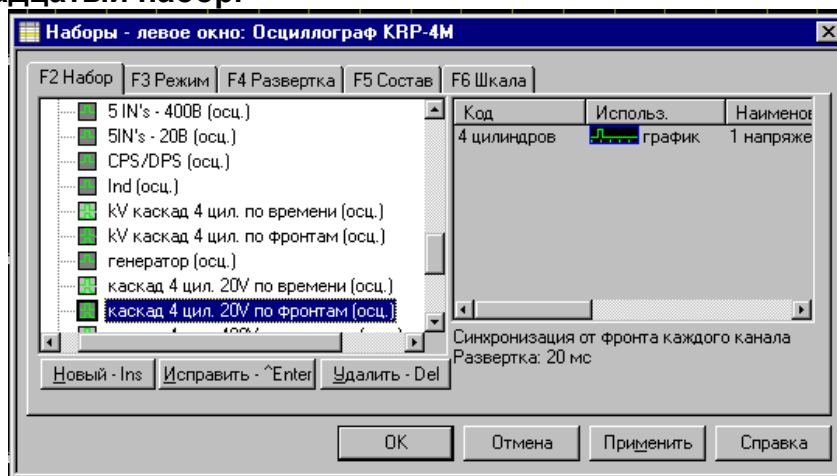 набор.
Наборы - левое окно: Осциллограф KRP-4M
F2 Набор F3 Режим F4 Развертка F5 Состав F6 Шкала
5 IN's - 400В (осц.)
5IN's - 20В (осц.)
CPS/DPS (осц.)
Ind (осц.)
kV каскад 4 цил. по времени (осц.)
kV каскад 4 цил. по фронтам (осц.)
генератор (осц.)
каскад 4 цил. 20V по времени (осц.)
каскад 4 цил. 20V по фронтам (осц.)
Код Использ. Наименов
4 цилиндров график 1 напряже
Синхронизация от фронта каждого канала
Развертка: 20 мс
Новый - Ins Исправить - ^Enter Удалить - Del
OK Отмена Применить Справка